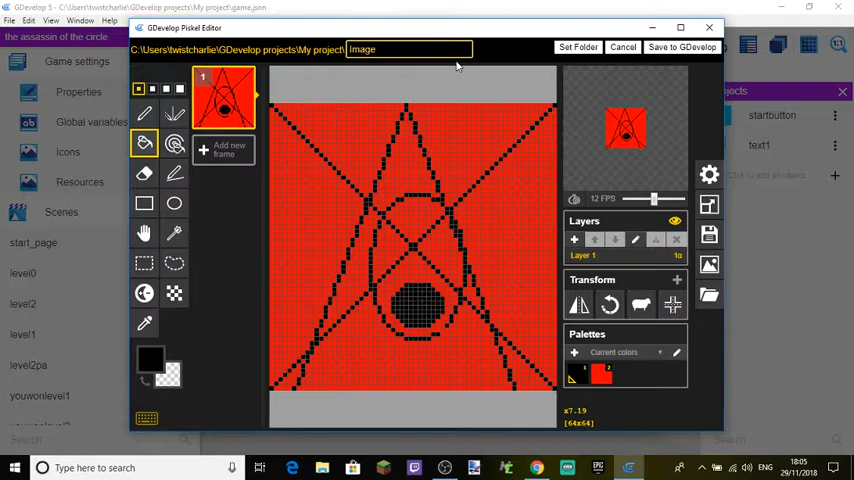 GDevelop 5 - C:\Users\twistcharlie\GDevelop projects\My project\game.json
File Edit View Window Help
the assassin of the circle
Game settings
Properties
Global variables
Icons
Resources
Scenes
start_page
level0
level2
level1
level2pa
youwonlevel1
Search
GDevelop Piskel Editor
C:\Users\twistcharlie\GDevelop projects\My project\
Image
Set Folder
Cancel
Save to GDevelop
1
Add new
frame
12 FPS
Layers
Layer 1
1α
Transform
Palettes
Current colors
1
2
x7.19
[64x64]
startbutton
text1
Click to add an object
Type here to search
ENG
18:05
29/11/2018